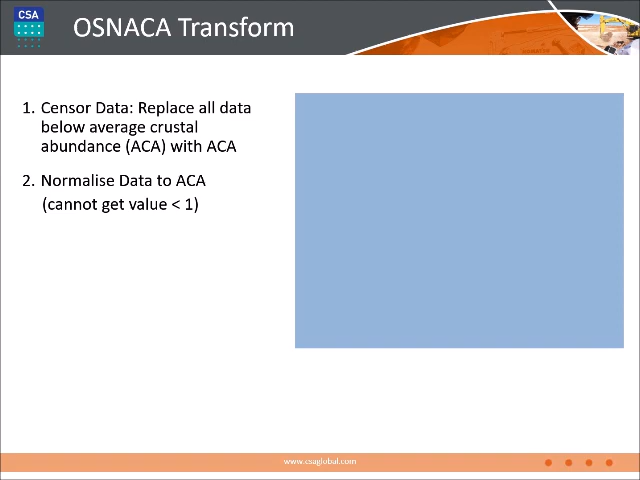 CSA
OSNACA Transform
1. Censor Data: Replace all data
below average crustal
abundance (ACA) with ACA
2. Normalise Data to ACA
(cannot get value < 1)
www.csaglobal.com